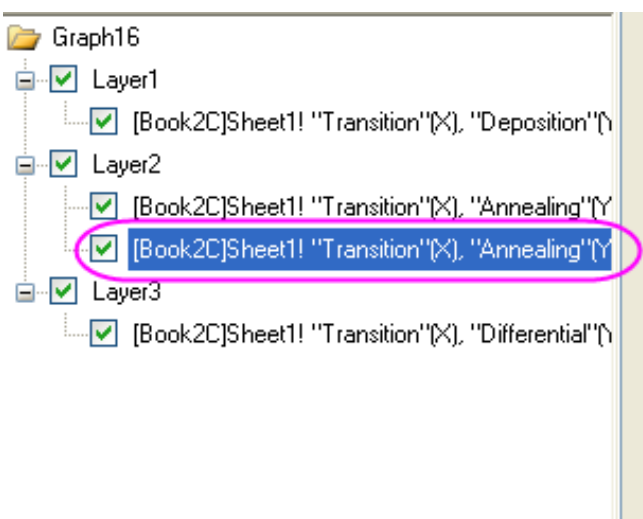 Graph16
Layer1
[Book2C]Sheet1! "Transition"(X), "Deposition"(
Layer2
[Book2C]Sheet1! "Transition"(X), "Annealing"(Y
[Book2C]Sheet1! "Transition"(X), "Annealing"(Y
Layer3
[Book2C]Sheet1! "Transition"(X), "Differential"(